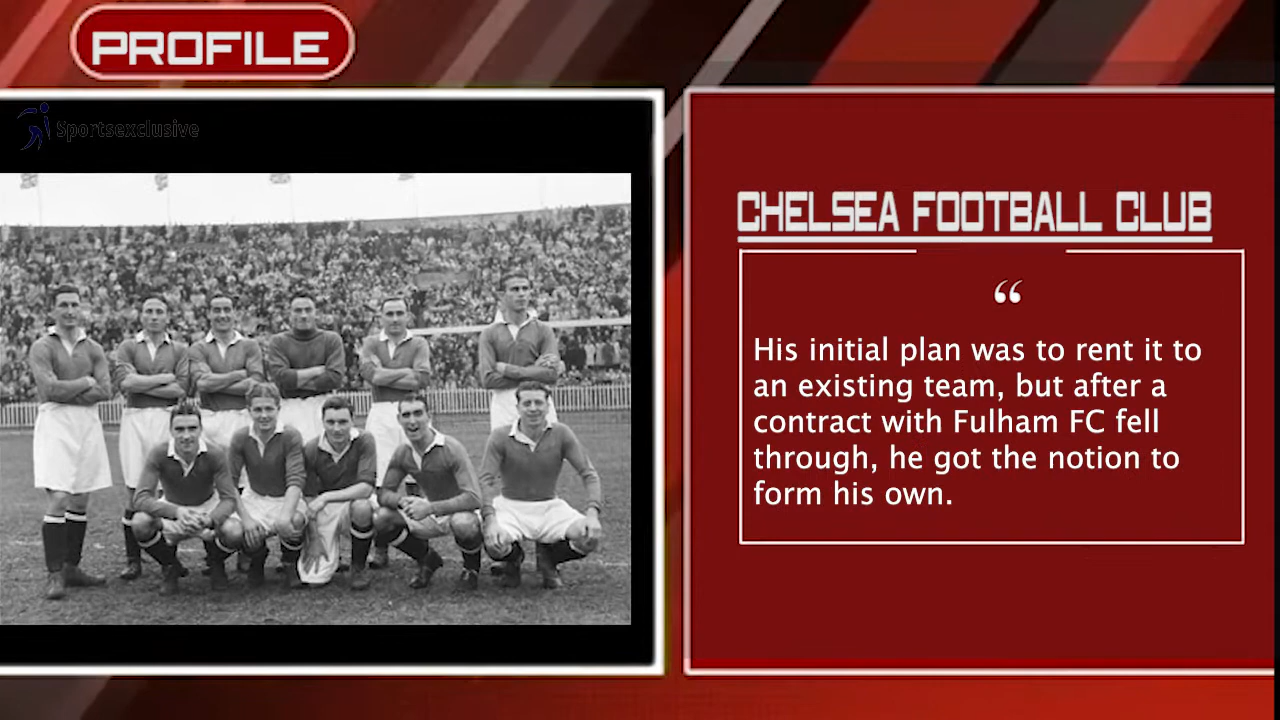 PROFILE
Sportsexclusive
CHELSEA FOOTBALL CLUB
“
His initial plan was to rent it to
an existing team, but after a
contract with Fulham FC fell
through, he got the notion to
form his own.